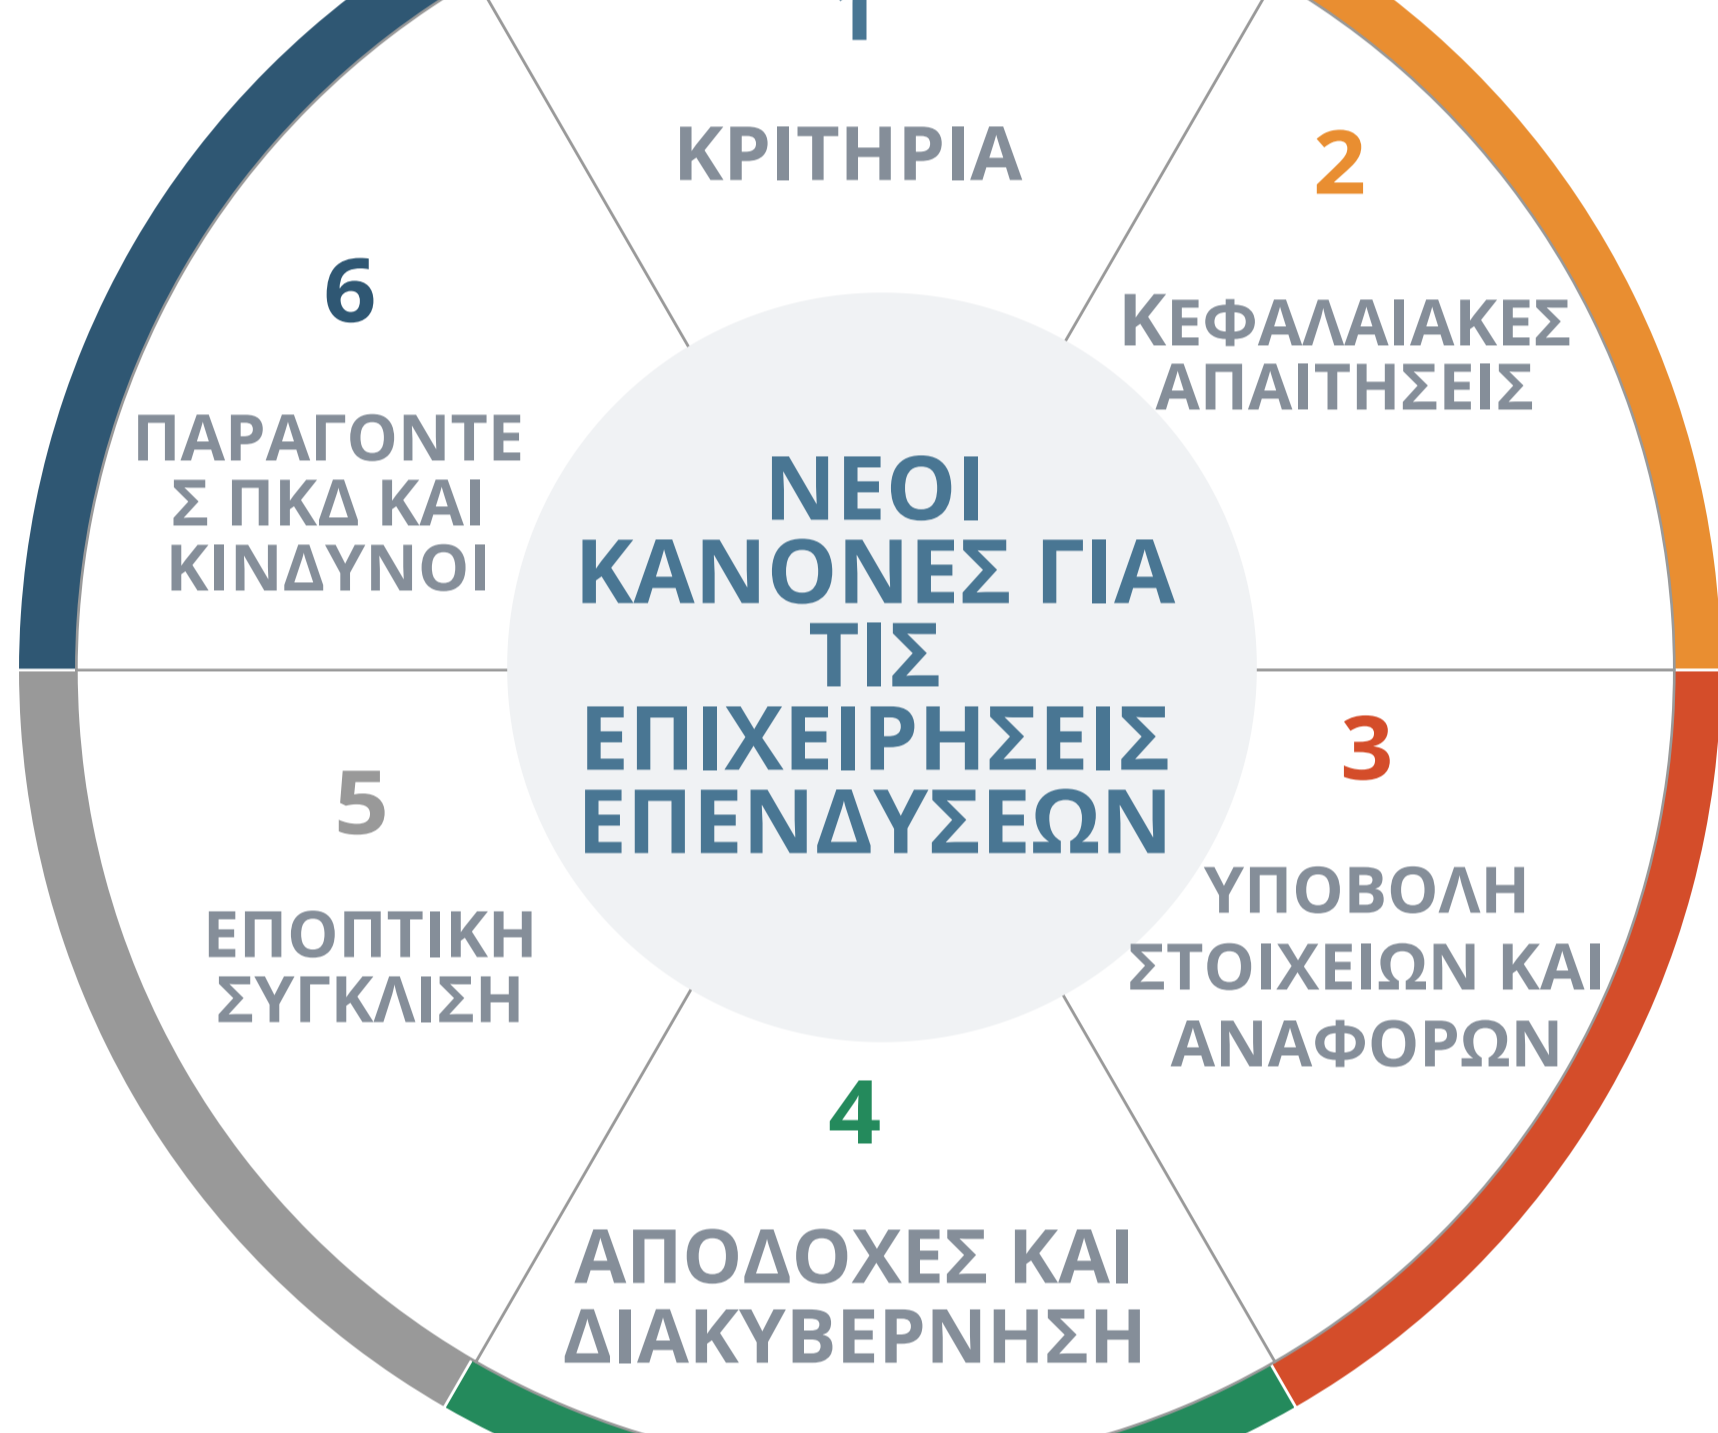 1
ΚΡΙΤΗΡΙΑ
2
ΚΕΦΑΛΑΙΑΚΕΣ
ΑΠΑΙΤΗΣΕΙΣ
3
ΥΠΟΒΟΛΗ
ΣΤΟΙΧΕΙΩΝ ΚΑΙ
ΑΝΑΦΟΡΩΝ
4
ΑΠΟΔΟΧΕΣ ΚΑΙ
ΔΙΑΚΥΒΕΡΝΗΣΗ
5
ΕΠΟΠΤΙΚΗ
ΣΥΓΚΛΙΣΗ
6
ΠΑΡΑΓΟΝΤΕ
Σ ΠΚΔ ΚΑΙ
ΚΙΝΔΥΝΟΙ
ΝΕΟΙ
ΚΑΝΟΝΕΣ ΓΙΑ
ΤΙΣ
ΕΠΙΧΕΙΡΗΣΕΙΣ
ΕΠΕΝΔΥΣΕΩΝ